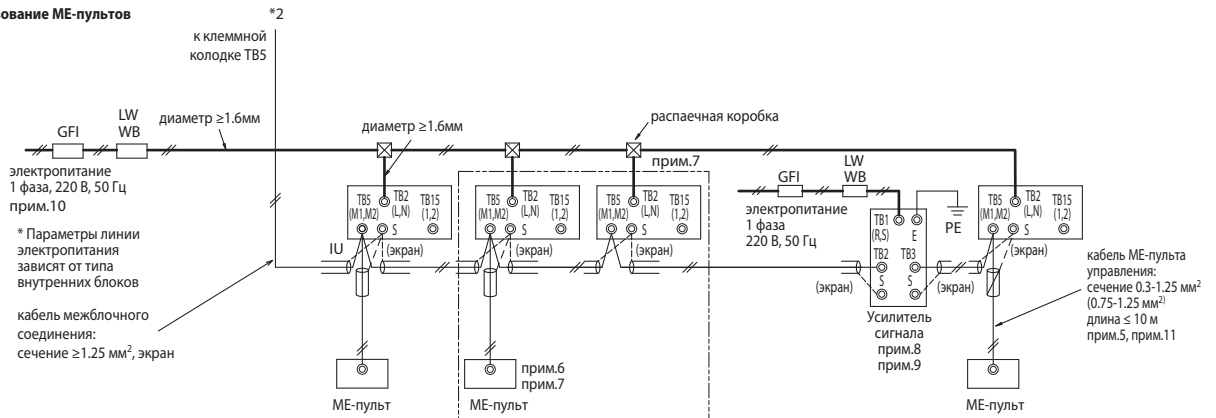 ование МЕ-пультов
*2
к клеммной
колодке TB5
GFI
LW
WB
диаметр ≥1.6мм
диаметр ≥1.6мм
распаечная коробка
прим.7
электропитание
1 фаза, 220 В, 50 Гц
прим.10
* Параметры линии
электропитания
зависят от типа
внутренних блоков
кабель межблочного
соединения:
сечение ≥1.25 мм², экран
TB5
(M1,M2)
TB2
(L,N)
TB15
(1,2)
S
IU
(экран)
МЕ-пульт
TB5
(M1,M2)
TB2
(L,N)
TB15
(1,2)
S
(экран)
прим.6
прим.7
МЕ-пульт
TB5
(M1,M2)
TB2
(L,N)
TB15
(1,2)
S
(экран)
GFI
LW
WB
электропитание
1 фаза
220 В, 50 Гц
TB1
(R,S)
E
PE
TB2
S
TB3
S
(экран)
(экран)
Усилитель
сигнала
прим.8
прим.9
TB5
(M1,M2)
TB2
(L,N)
TB15
(1,2)
S
(экран)
МЕ-пульт
кабель МЕ-пульта
управления:
сечение 0.3-1.25 мм²
(0.75-1.25 мм²)
длина ≤ 10 м
прим.5, прим.11